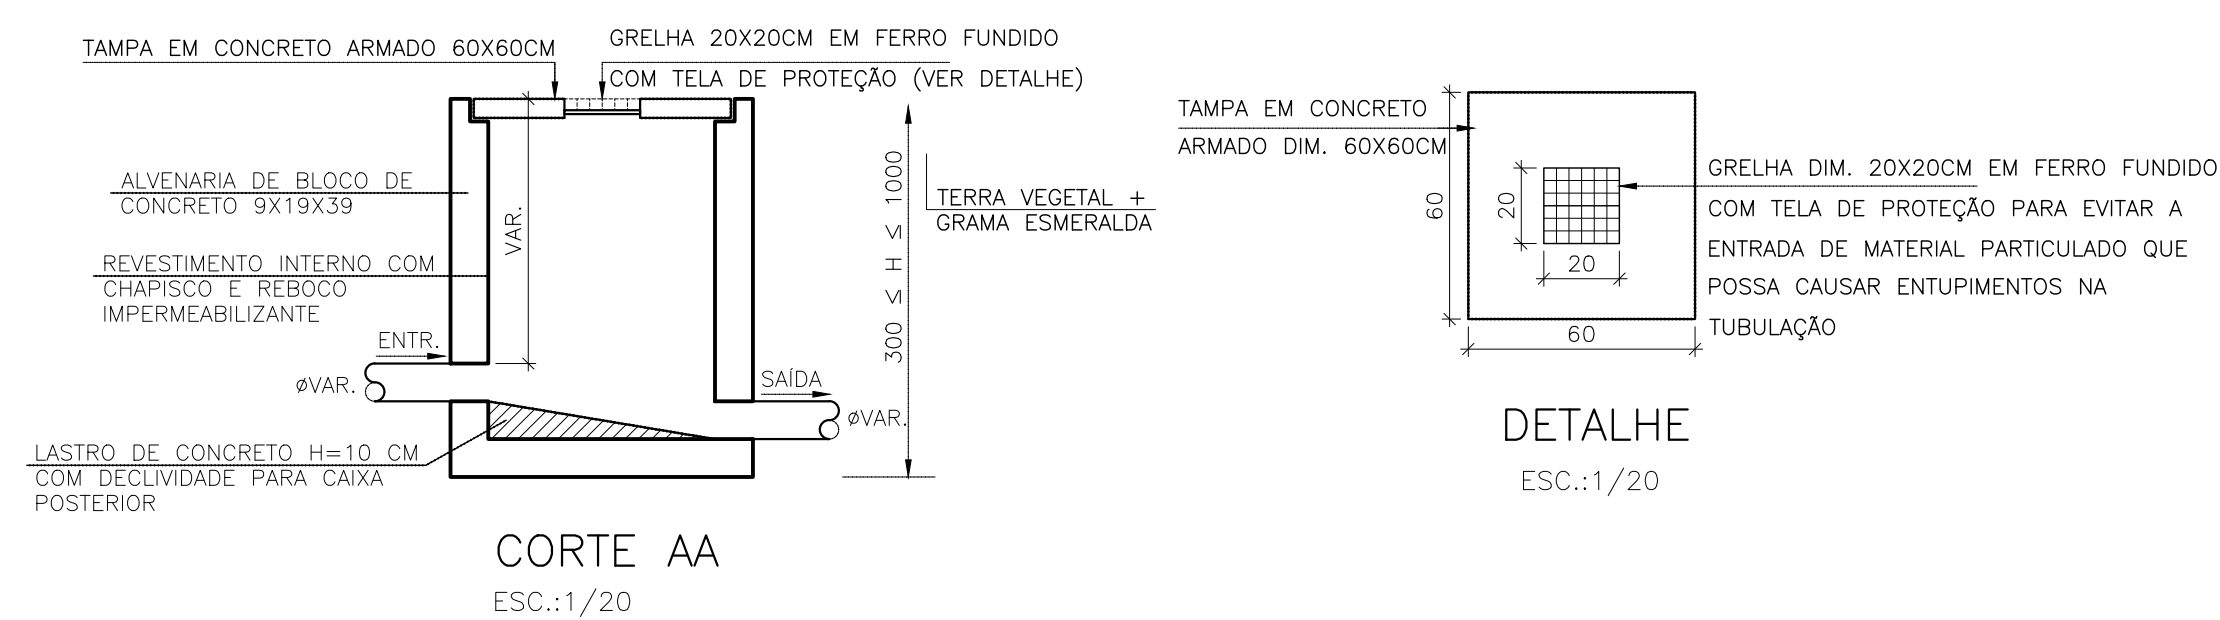 TAMPA EM CONCRETO ARMADO 60X60CM
GRELHA 20X20CM EM FERRO FUNDIDO
COM TELA DE PROTEÇÃO (VER DETALHE)
ALVENARIA DE BLOCO DE
CONCRETO 9X19X39
REVESTIMENTO INTERNO COM
CHAPISCO E REBOCO
IMPERMEABILIZANTE
VAR.
ENTR.
øVAR.
SAÍDA
øVAR.
LASTRO DE CONCRETO H=10 CM
COM DECLIVIDADE PARA CAIXA
POSTERIOR
300 ≤ H ≤ 1000
TERRA VEGETAL +
GRAMA ESMERALDA
CORTE AA
ESC.:1/20
TAMPA EM CONCRETO
ARMADO DIM. 60X60CM
60
20
20
60
GRELHA DIM. 20X20CM EM FERRO FUNDIDO
COM TELA DE PROTEÇÃO PARA EVITAR A
ENTRADA DE MATERIAL PARTICULADO QUE
POSSA CAUSAR ENTUPIMENTOS NA
TUBULAÇÃO
DETALHE
ESC.:1/20